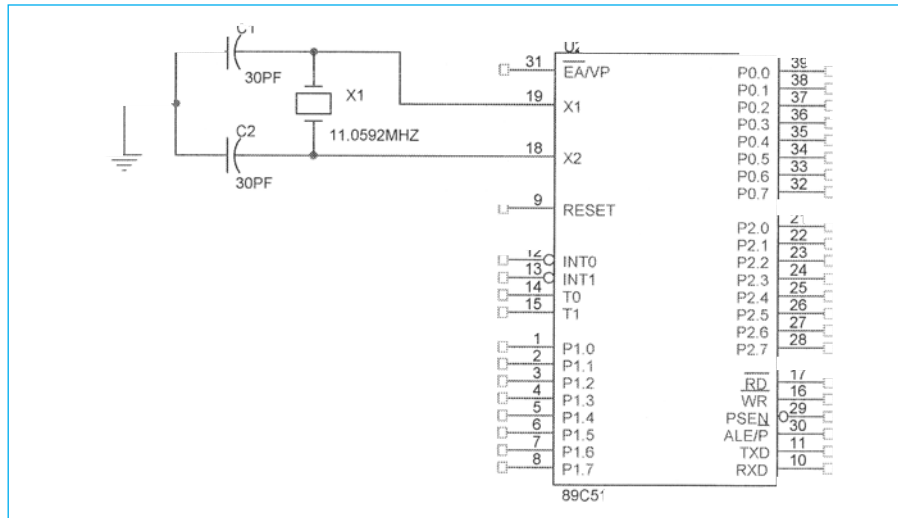 C1
30PF
X1
11.0592MHZ
C2
30PF
31 EA/VP
19 X1
18 X2
9 RESET
12 INT0
13 INT1
14 T0
15 T1
1 P1.0
2 P1.1
3 P1.2
4 P1.3
5 P1.4
6 P1.5
7 P1.6
8 P1.7
P0.0 39
P0.1 38
P0.2 37
P0.3 36
P0.4 35
P0.5 34
P0.6 33
P0.7 32
P2.0 21
P2.1 22
P2.2 23
P2.3 24
P2.4 25
P2.5 26
P2.6 27
P2.7 28
RD 17
WR 16
PSEN 29
ALE/P 30
TXD 11
RXD 10
89C51